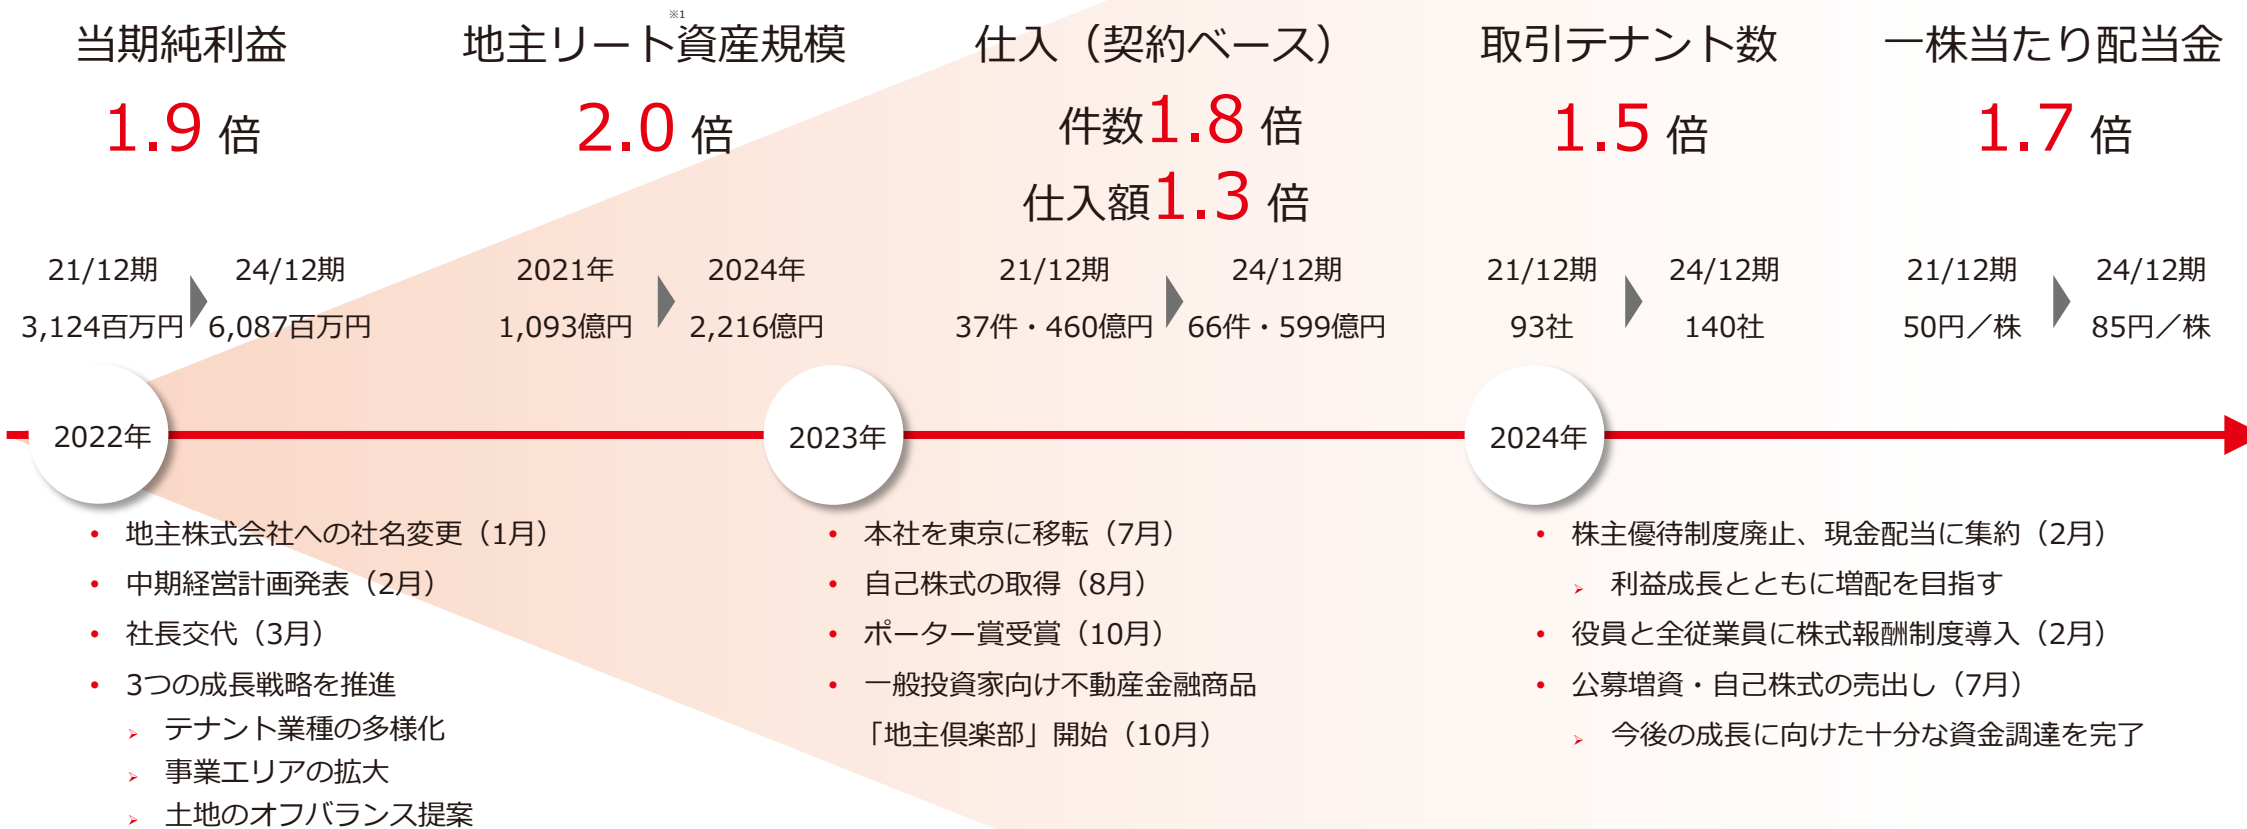 ※1
当期純利益
1.9 倍
21/12期 24/12期
3,124百万円 6,087百万円
地主リート資産規模
2.0 倍
2021年 2024年
1,093億円 2,216億円
仕入（契約ベース）
件数1.8 倍
仕入額1.3 倍
21/12期 24/12期
37件・460億円 66件・599億円
取引テナント数
1.5 倍
21/12期 24/12期
93社 140社
一株当たり配当金
1.7 倍
21/12期 24/12期
50円／株 85円／株
2022年
• 地主株式会社への社名変更（1月）
• 中期経営計画発表（2月）
• 社長交代（3月）
• 3つの成長戦略を推進
➢ テナント業種の多様化
➢ 事業エリアの拡大
➢ 土地のオフバランス提案
2023年
• 本社を東京に移転（7月）
• 自己株式の取得（8月）
• ポーター賞受賞（10月）
• 一般投資家向け不動産金融商品
「地主倶楽部」開始（10月）
2024年
• 株主優待制度廃止、現金配当に集約（2月）
➢ 利益成長とともに増配を目指す
• 役員と全従業員に株式報酬制度導入（2月）
• 公募増資・自己株式の売出し（7月）
➢ 今後の成長に向けた十分な資金調達を完了